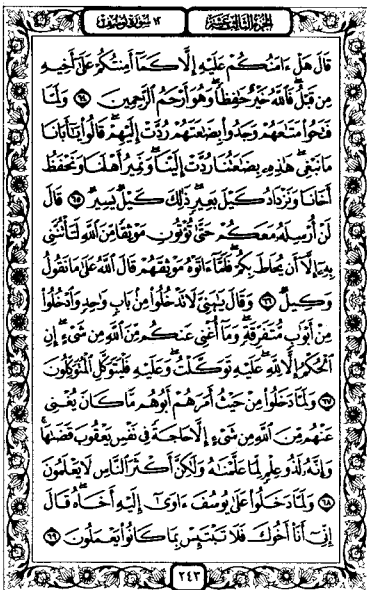 الجزء الثالث عشر ١٢ سورة يوسف
قَالَ هَلْ ءَامَنُكُمْ عَلَيْهِ إِلَّا كَمَآ أَمِنتُكُمْ عَلَىٰٓ أَخِيهِ
مِن قَبْلُ فَٱللَّهُ خَيْرٌ حَٰفِظًا وَهُوَ أَرْحَمُ ٱلرَّٰحِمِينَ ٦٤ وَلَمَّا
فَتَحُوا۟ مَتَٰعَهُمْ وَجَدُوا۟ بِضَٰعَتَهُمْ رُدَّتْ إِلَيْهِمْ قَالُوا۟ يَٰٓأَبَانَا
مَا نَبْغِى هَٰذِهِۦ بِضَٰعَتُنَا رُدَّتْ إِلَيْنَا وَنَمِيرُ أَهْلَنَا وَنَحْفَظُ
أَخَانَا وَنَزْدَادُ كَيْلَ بَعِيرٍ ذَٰلِكَ كَيْلٌ يَسِيرٌ ٦٥ قَالَ
لَنْ أُرْسِلَهُۥ مَعَكُمْ حَتَّىٰ تُؤْتُونِ مَوْثِقًا مِّنَ ٱللَّهِ لَتَأْتُنَّنِى
بِهِۦٓ إِلَّآ أَن يُحَاطَ بِكُمْ فَلَمَّآ ءَاتَوْهُ مَوْثِقَهُمْ قَالَ ٱللَّهُ عَلَىٰ مَا نَقُولُ
وَكِيلٌ ٦٦ وَقَالَ يَٰبَنِىَّ لَا تَدْخُلُوا۟ مِنۢ بَابٍ وَٰحِدٍ وَٱدْخُلُوا۟
مِنْ أَبْوَٰبٍ مُّتَفَرِّقَةٍ وَمَآ أُغْنِى عَنكُم مِّنَ ٱللَّهِ مِن شَىْءٍ إِنِ
ٱلْحُكْمُ إِلَّا لِلَّهِ عَلَيْهِ تَوَكَّلْتُ وَعَلَيْهِ فَلْيَتَوَكَّلِ ٱلْمُتَوَكِّلُونَ
٦٧ وَلَمَّا دَخَلُوا۟ مِنْ حَيْثُ أَمَرَهُمْ أَبُوهُم مَّا كَانَ يُغْنِى
عَنْهُم مِّنَ ٱللَّهِ مِن شَىْءٍ إِلَّا حَاجَةً فِى نَفْسِ يَعْقُوبَ قَضَىٰهَا
وَإِنَّهُۥ لَذُو عِلْمٍ لِّمَا عَلَّمْنَٰهُ وَلَٰكِنَّ أَكْثَرَ ٱلنَّاسِ لَا يَعْلَمُونَ
٦٨ وَلَمَّا دَخَلُوا۟ عَلَىٰ يُوسُفَ ءَاوَىٰٓ إِلَيْهِ أَخَاهُ قَالَ
إِنِّىٓ أَنَا۠ أَخُوكَ فَلَا تَبْتَئِسْ بِمَا كَانُوا۟ يَعْمَلُونَ ٦٩
٢٤٣